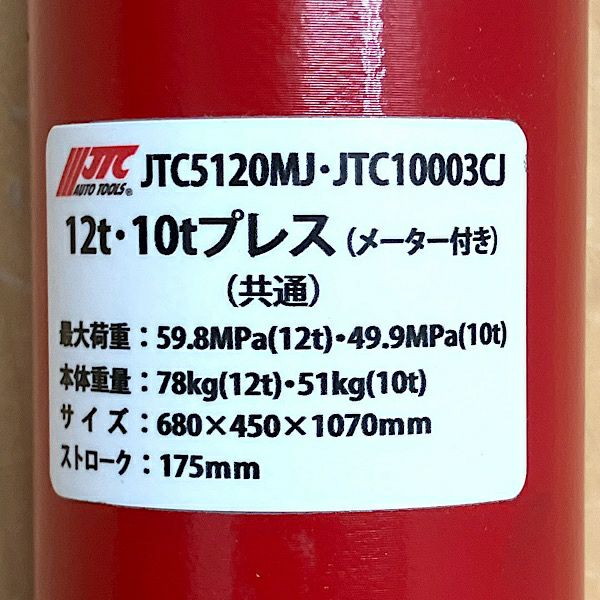 JTC AUTO TOOLS® JTC5120MJ・JTC10003CJ
12t・10tプレス（メーター付き）
（共通）
最大荷重：59.8MPa(12t)・49.9MPa(10t)
本体重量：78kg(12t)・51kg(10t)
サイズ：680×450×1070mm
ストローク：175mm